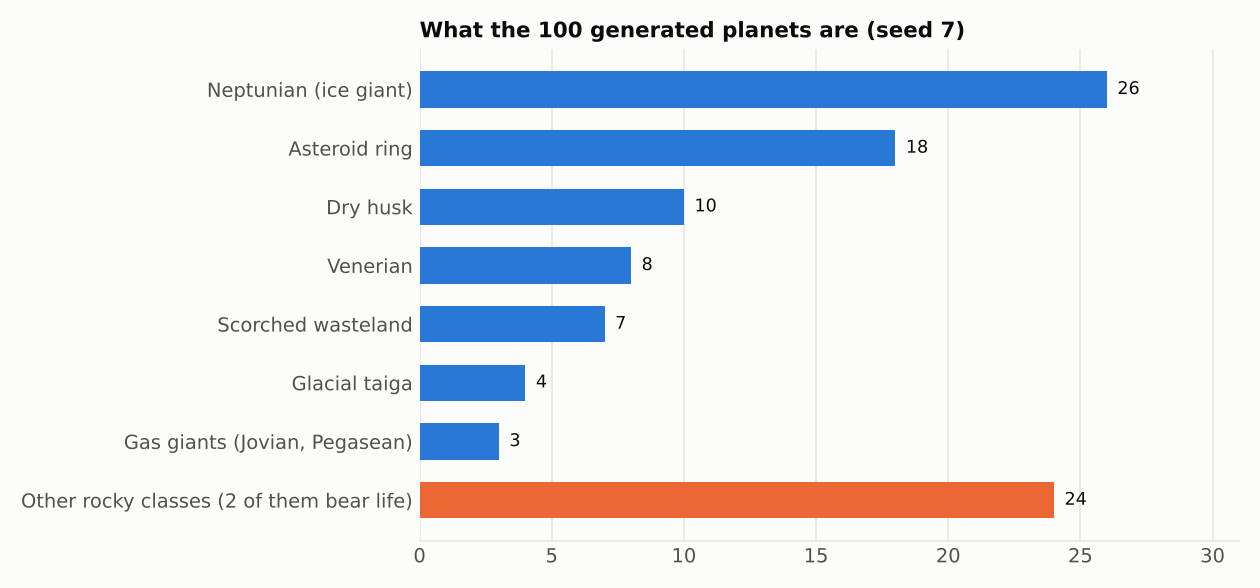 What the 100 generated planets are (seed 7)
Neptunian (ice giant) 26
Asteroid ring 18
Dry husk 10
Venerian 8
Scorched wasteland 7
Glacial taiga 4
Gas giants (Jovian, Pegasean) 3
Other rocky classes (2 of them bear life) 24
0 5 10 15 20 25 30